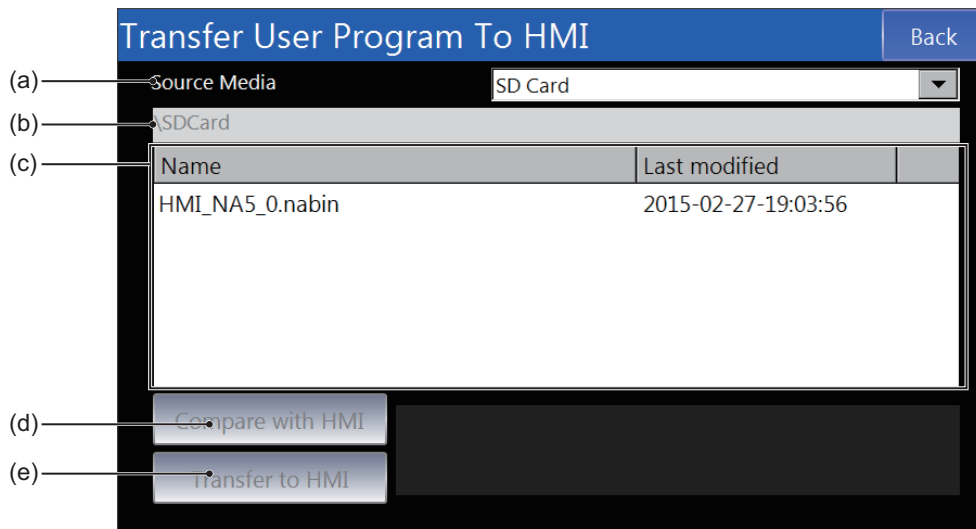 Transfer User Program To HMI Back
(a) Source Media SD Card
(b) \SDCard
(c) Name Last modified
HMI_NA5_0.nabin 2015-02-27-19:03:56
(d) Compare with HMI
(e) Transfer to HMI